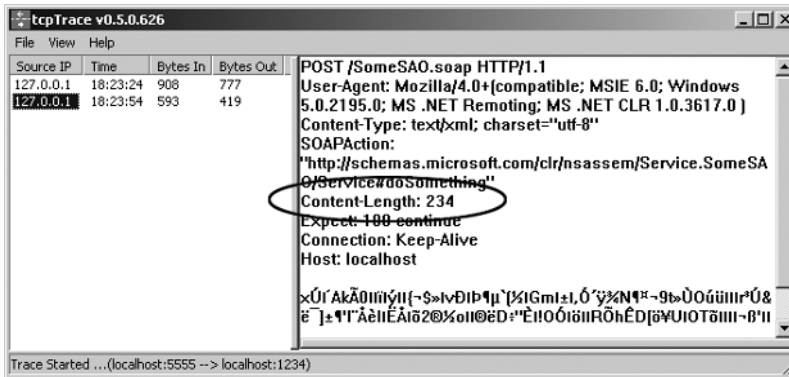 tcpTrace v0.5.0.626
File View Help
Source IP Time Bytes In Bytes Out
127.0.0.1 18:23:24 908 777
127.0.0.1 18:23:54 593 419
POST /SomeSAO.soap HTTP/1.1
User-Agent: Mozilla/4.0+(compatible; MSIE 6.0; Windows
5.0.2195.0; MS .NET Remoting; MS .NET CLR 1.0.3617.0 )
Content-Type: text/xml; charset="utf-8"
SOAPAction:
"http://schemas.microsoft.com/clr/nsassem/Service.SomeSA
O/Service#doSomething"
Content-Length: 234
Expect: 100-continue
Connection: Keep-Alive
Host: localhost
Trace Started ...(localhost:5555 --> localhost:1234)